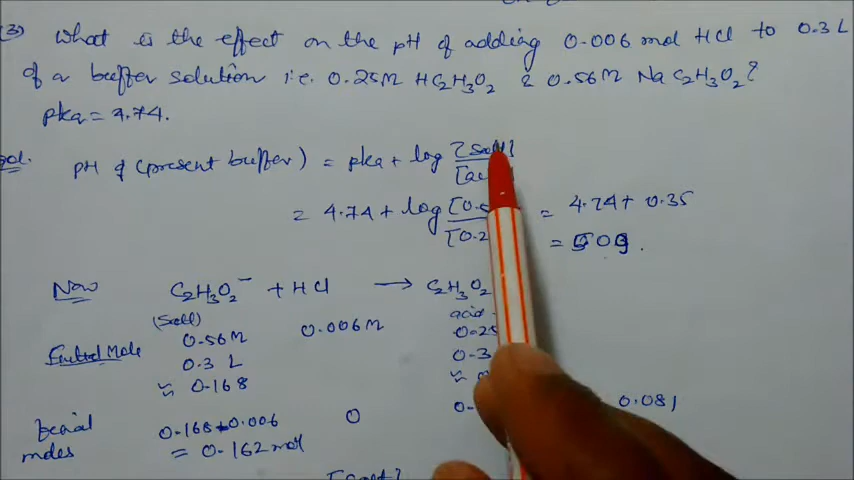 (3) What is the effect on the pH of adding 0.006 mol HCl to 0.3 L
of a buffer solution i.e. 0.25M HC2H3O2 & 0.56M NaC2H3O2?
pka = 4.74.
Sol. pH of (present buffer) = pka + log [Salt]
= 4.74 + log = 4.74 + 0.35
= 5.09.
Now C2H3O2⁻ + HCl → C2H3O2
(Salt) acid
Initial Mole 0.56M 0.006M 0.25
0.3 L 0.3
≈ 0.168 ≈
moles 0.168-0.006 0 0.081
= 0.162 mol
[Salt]